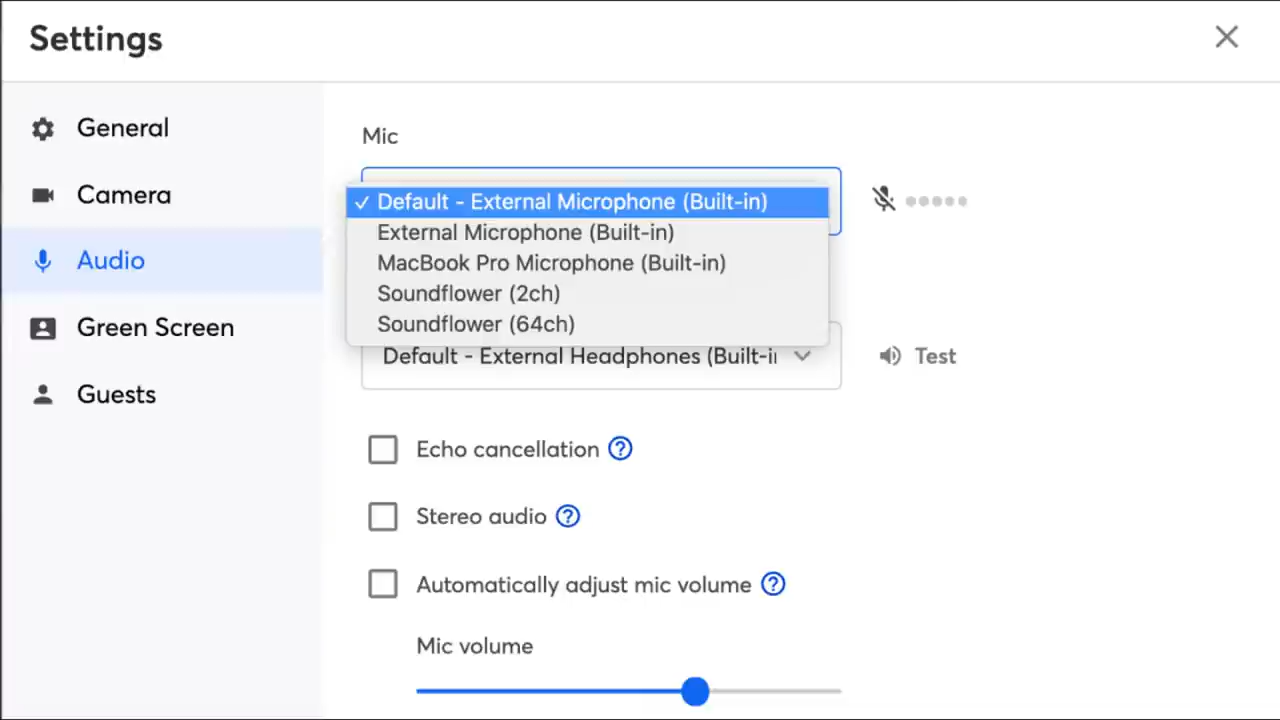 Settings
General
Camera
Audio
Green Screen
Guests
Mic
✓ Default - External Microphone (Built-in)
External Microphone (Built-in)
MacBook Pro Microphone (Built-in)
Soundflower (2ch)
Soundflower (64ch)
Default - External Headphones (Built-i
Test
Echo cancellation ?
Stereo audio ?
Automatically adjust mic volume ?
Mic volume